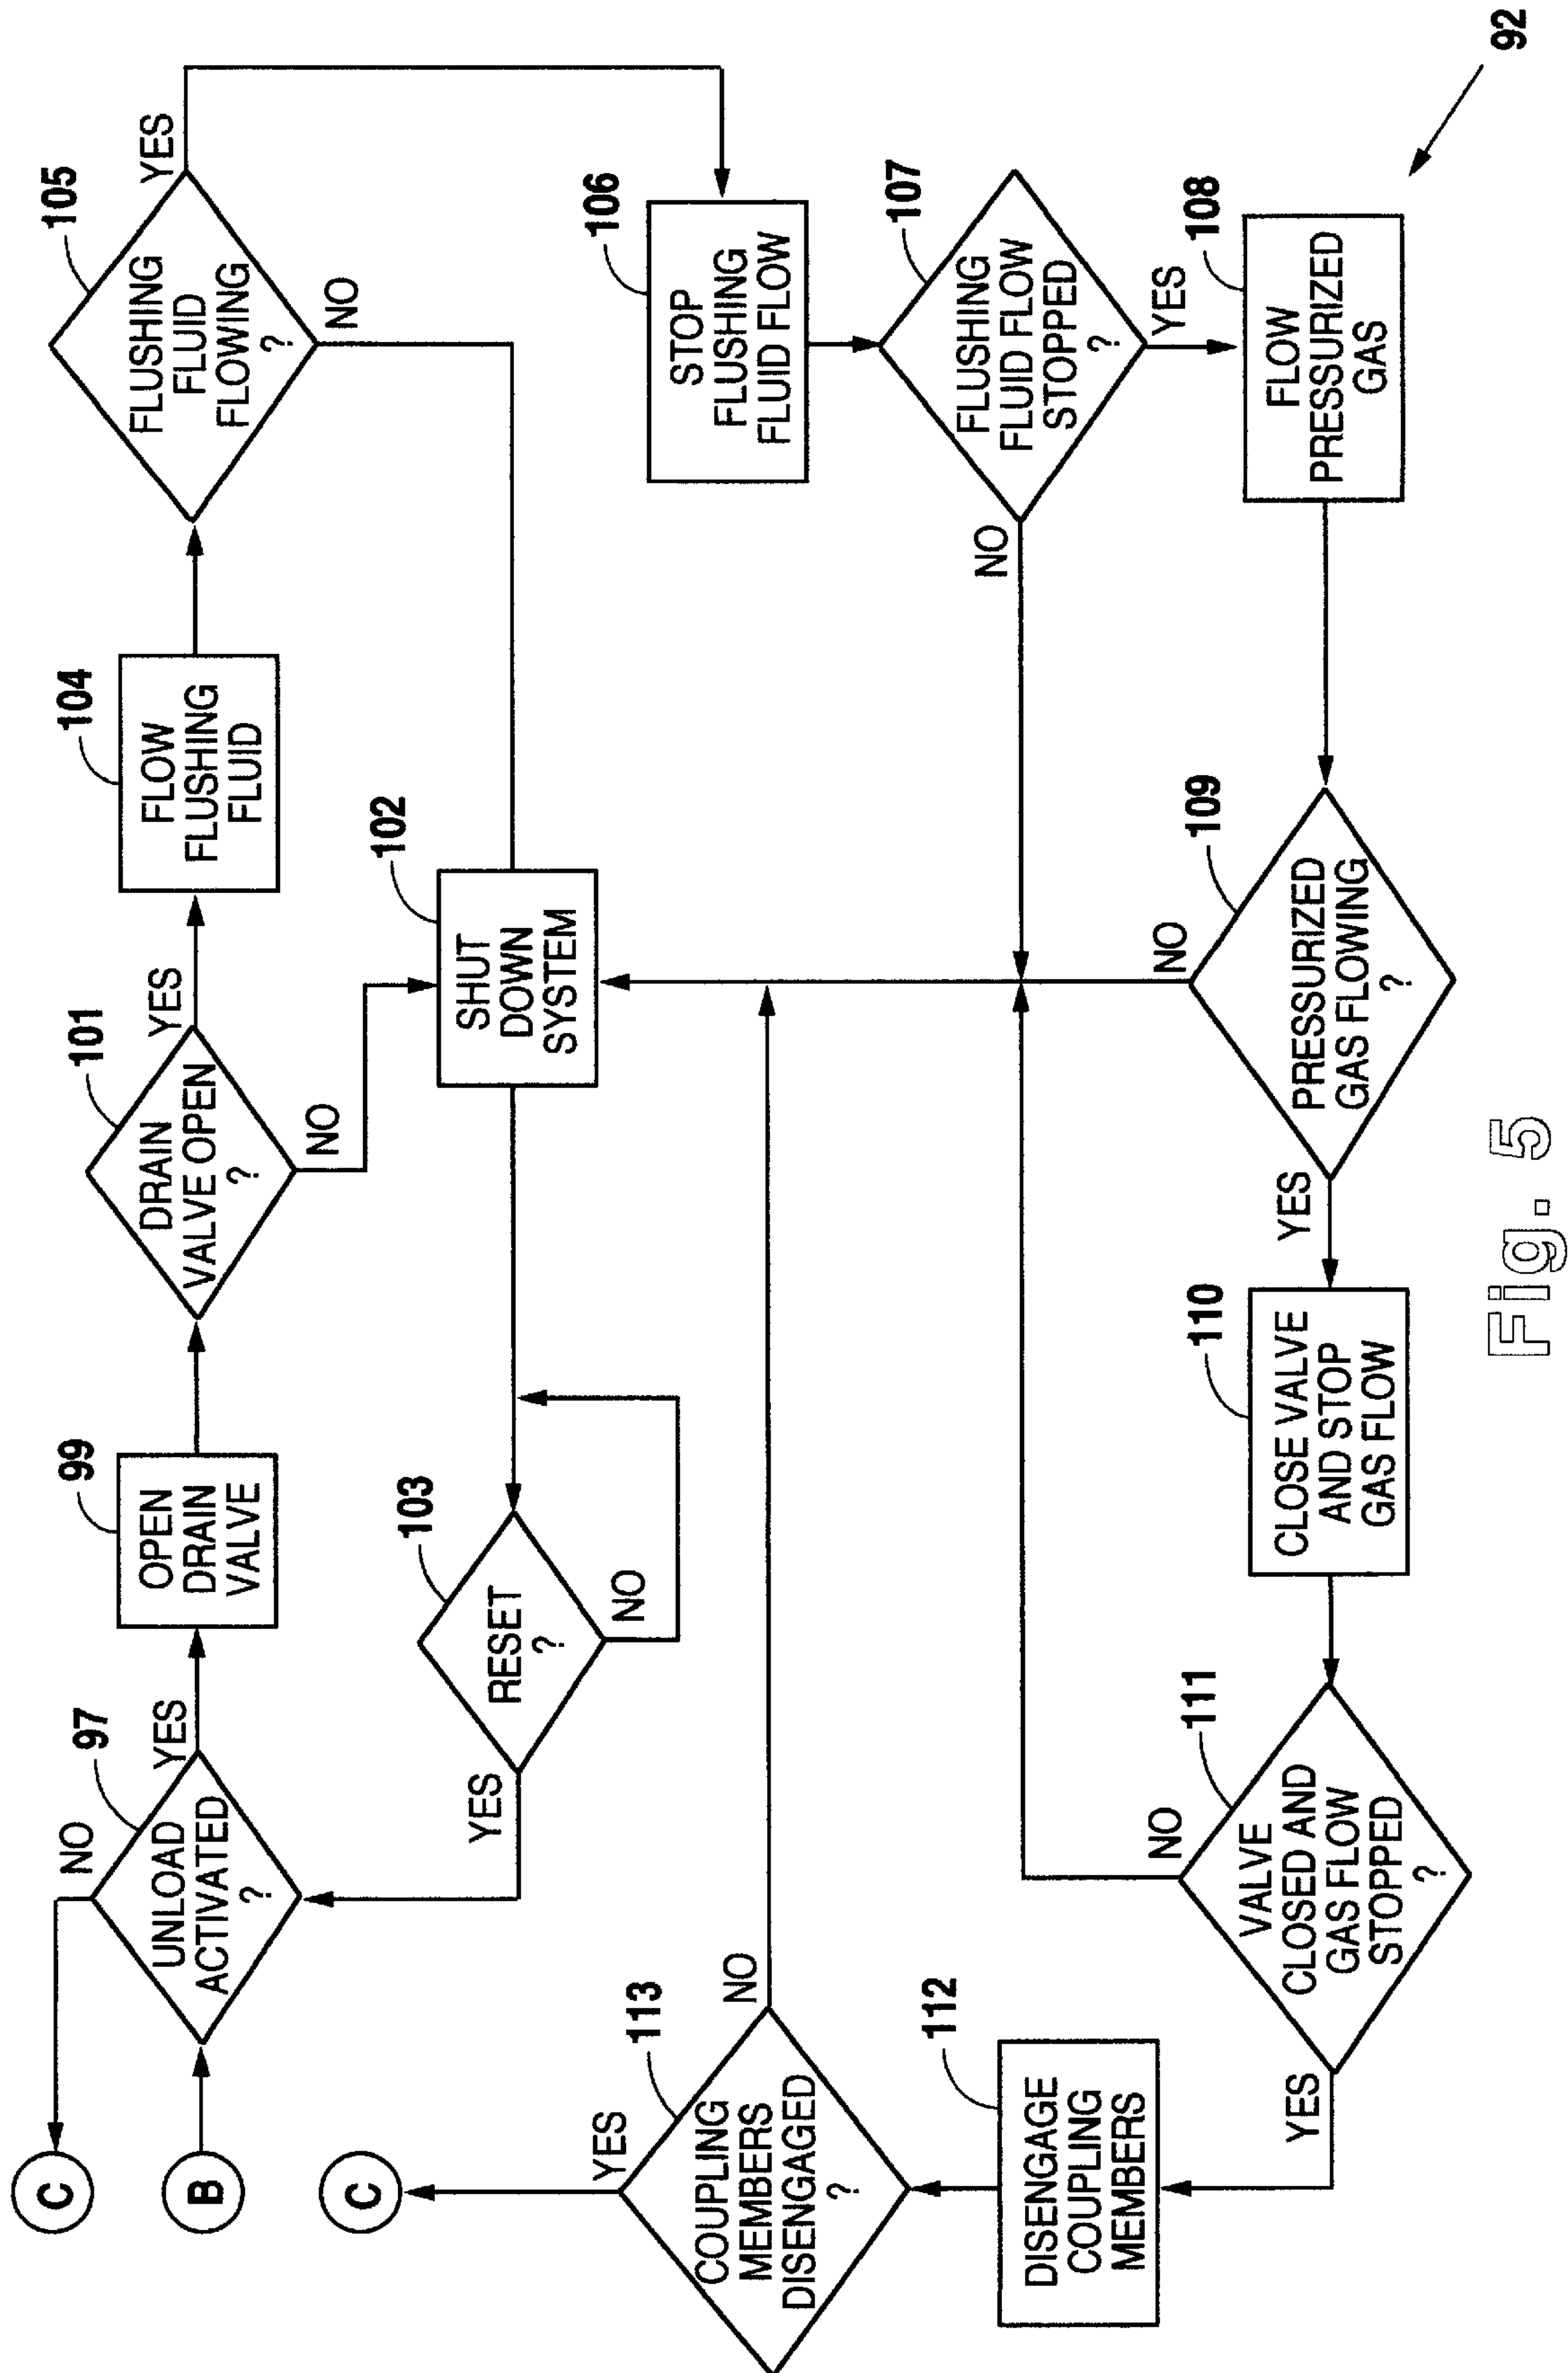 C
B
NO
97
UNLOAD
ACTIVATED
?
YES
99
OPEN
DRAIN
VALVE
101
DRAIN
VALVE OPEN
?
YES
NO
104
FLOW
FLUSHING
FLUID
105
FLUSHING
FLUID
FLOWING
?
YES
NO
102
SHUT
DOWN
SYSTEM
103
RESET
?
YES
NO
106
STOP
FLUSHING
FLUID FLOW
107
FLUSHING
FLUID FLOW
STOPPED
?
NO
YES
108
FLOW
PRESSURIZED
GAS
109
PRESSURIZED
GAS FLOWING
?
NO
YES
110
CLOSE VALVE
AND STOP
GAS FLOW
111
VALVE
CLOSED AND
GAS FLOW
STOPPED
?
NO
YES
112
DISENGAGE
COUPLING
MEMBERS
113
COUPLING
MEMBERS
DISENGAGED
?
NO
YES
C
92
Fig. 5